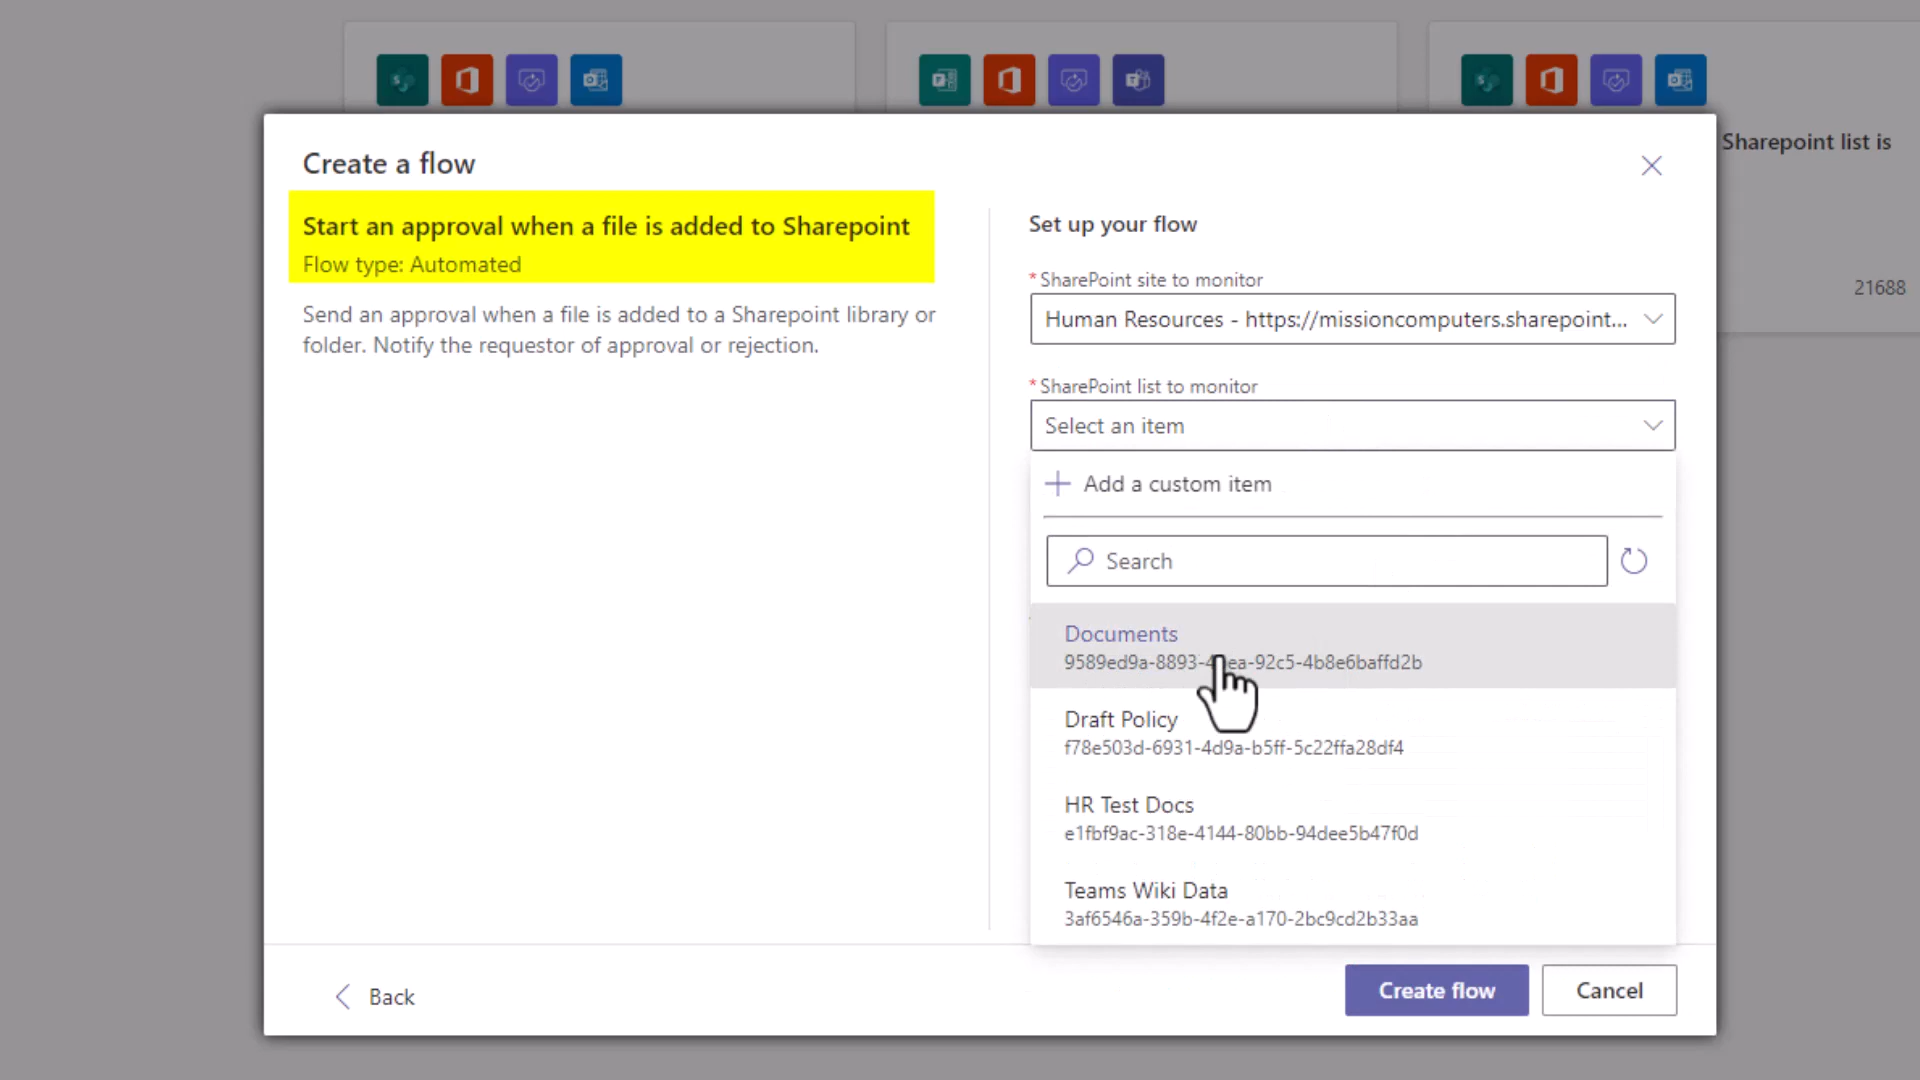 Sharepoint list is
21688
Create a flow
Start an approval when a file is added to Sharepoint
Flow type: Automated
Send an approval when a file is added to a Sharepoint library or
folder. Notify the requestor of approval or rejection.
Set up your flow
* SharePoint site to monitor
Human Resources - https://missioncomputers.sharepoint...
* SharePoint list to monitor
Select an item
Add a custom item
Search
Documents
Draft Policy
f78e503d-6931-4d9a-b5ff-5c22ffa28df4
HR Test Docs
e1fbf9ac-318e-4144-80bb-94dee5b47f0d
Teams Wiki Data
3af6546a-359b-4f2e-a170-2bc9cd2b33aa
Back
Create flow
Cancel